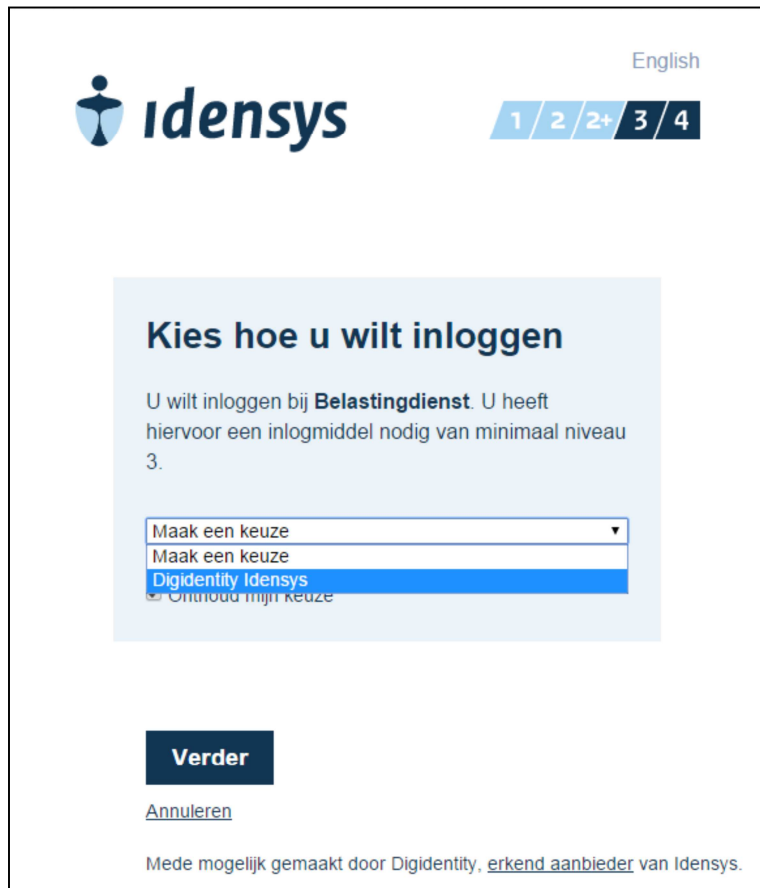 English
ıdensys
1 / 2 / 2+ / 3 / 4
Kies hoe u wilt inloggen
U wilt inloggen bij Belastingdienst. U heeft
hiervoor een inlogmiddel nodig van minimaal niveau
3.
Maak een keuze
Maak een keuze
Digidentity Idensys
Onthoud mijn keuze
Verder
Annuleren
Mede mogelijk gemaakt door Digidentity, erkend aanbieder van Idensys.